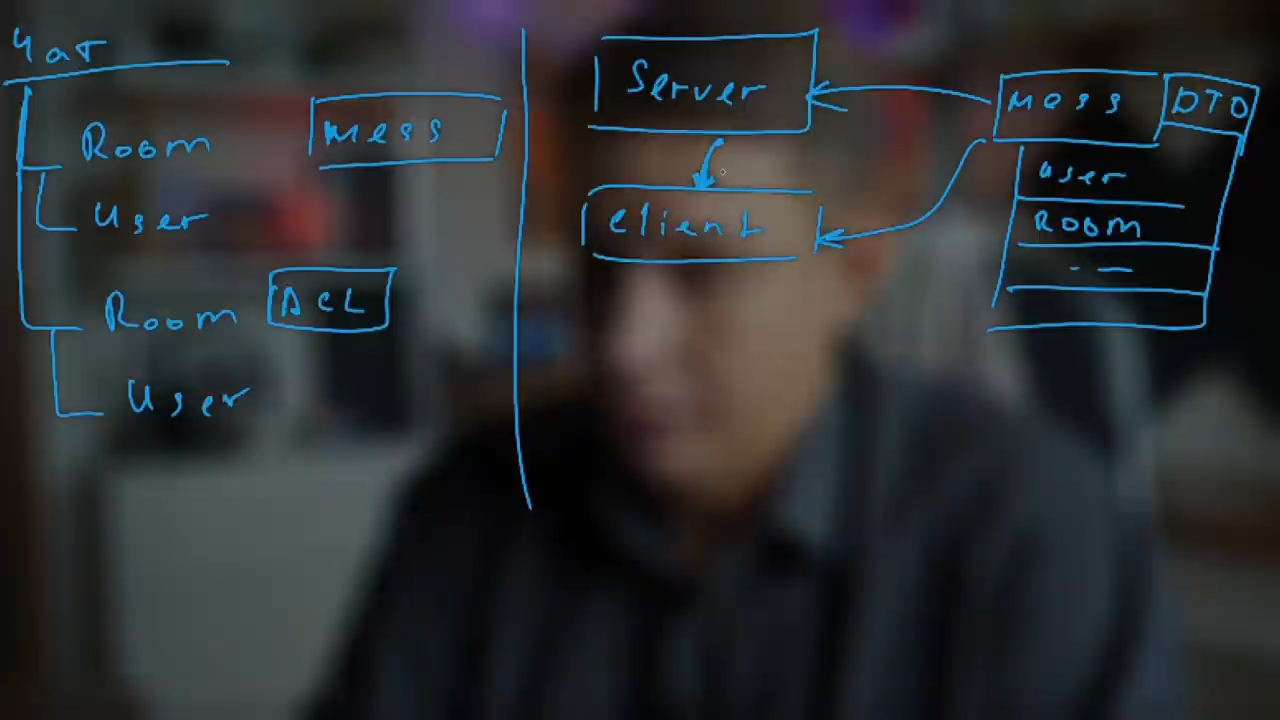 Чат
Room
Mess
User
Room
ACL
User
Server
Client
Mess
DTO
User
Room